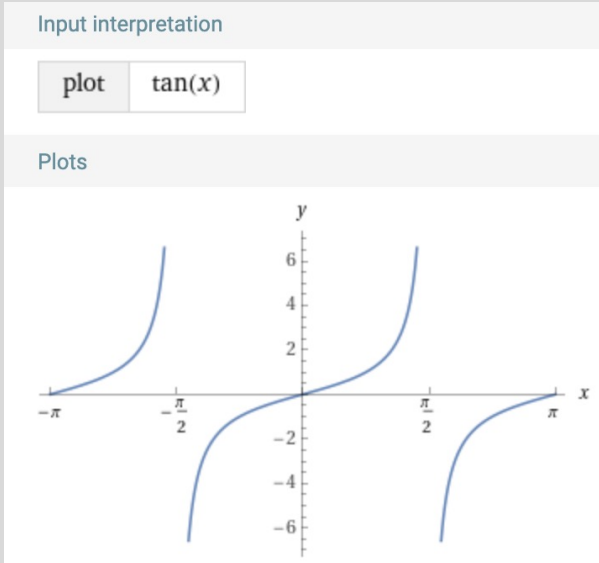 Input interpretation
plot tan(x)
Plots
y
6
4
2
x
−π
−π/2
π/2
π
−2
−4
−6